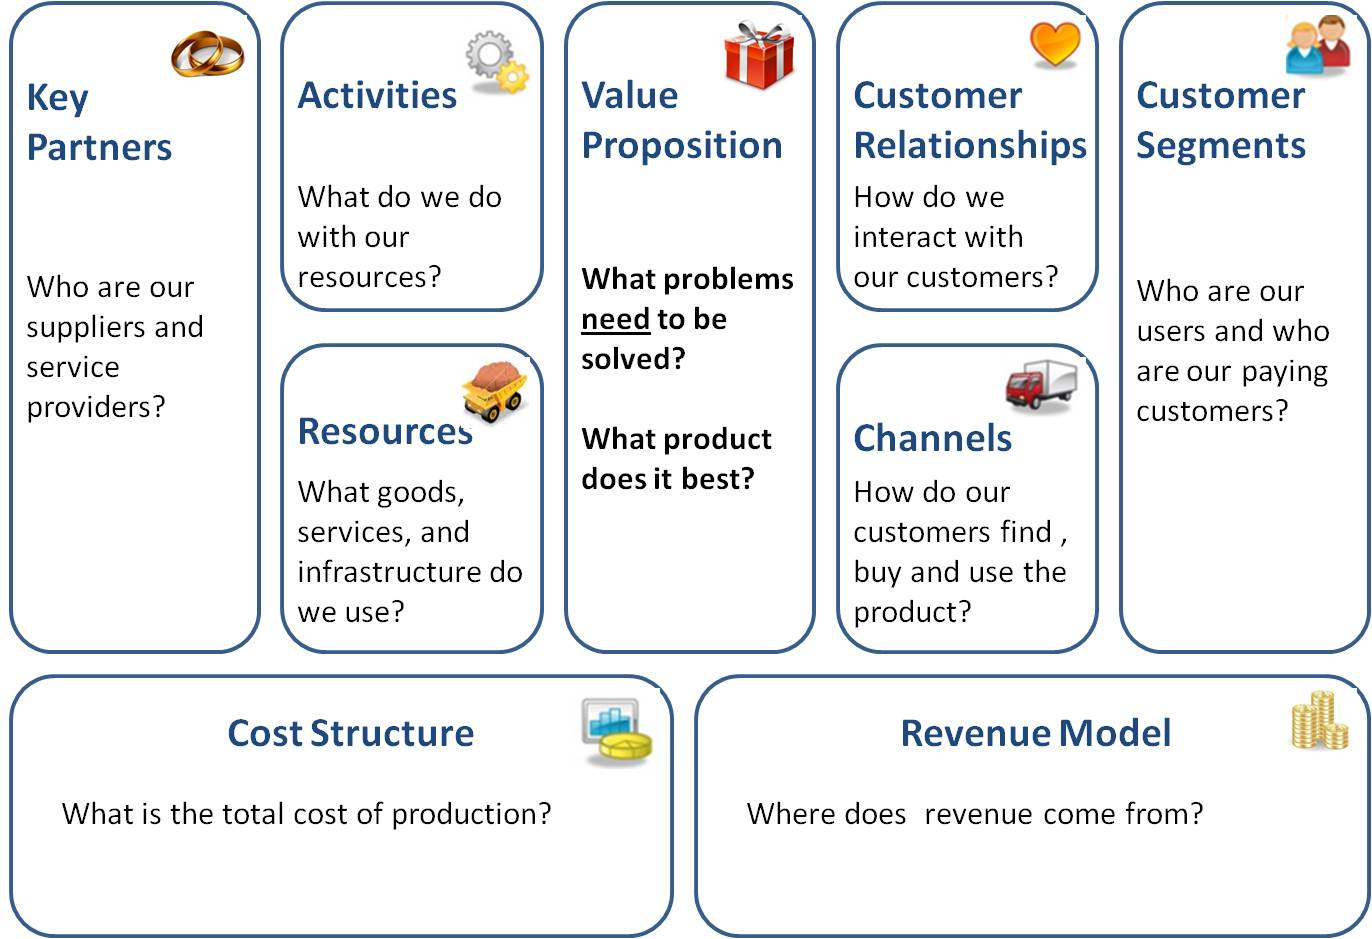 Key
Partners
Who are our
suppliers and
service
providers?
Activities
What do we do
with our
resources?
Resources
What goods,
services, and
infrastructure do
we use?
Value
Proposition
What problems
need to be
solved?
What product
does it best?
Customer
Relationships
How do we
interact with
our customers?
Channels
How do our
customers find ,
buy and use the
product?
Customer
Segments
Who are our
users and who
are our paying
customers?
Cost Structure
What is the total cost of production?
Revenue Model
Where does  revenue come from?